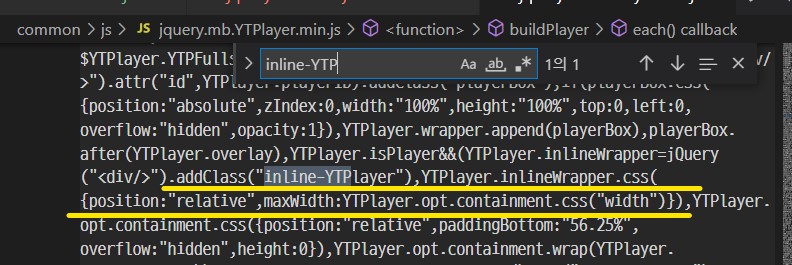 common > js > JS jquery.mb.YTPlayer.min.js > <function> > buildPlayer > each() callback
$YTPlayer.YTPFulls
inline-YTP Aa ab 1의 1
>").attr("id",YTPlayer.playerID).addClass("playerBox"),if(playerBox.css(
{position:"absolute",zIndex:0,width:"100%",height:"100%",top:0,left:0,
overflow:"hidden",opacity:1}),YTPlayer.wrapper.append(playerBox),playerBox.
after(YTPlayer.overlay),YTPlayer.isPlayer&&(YTPlayer.inlineWrapper=jQuery
("<div/>").addClass("inline-YTPlayer"),YTPlayer.inlineWrapper.css(
{position:"relative",maxWidth:YTPlayer.opt.containment.css("width")}),YTPlayer.
opt.containment.css({position:"relative",paddingBottom:"56.25%",
overflow:"hidden",height:0}),YTPlayer.opt.containment.wrap(YTPlayer.